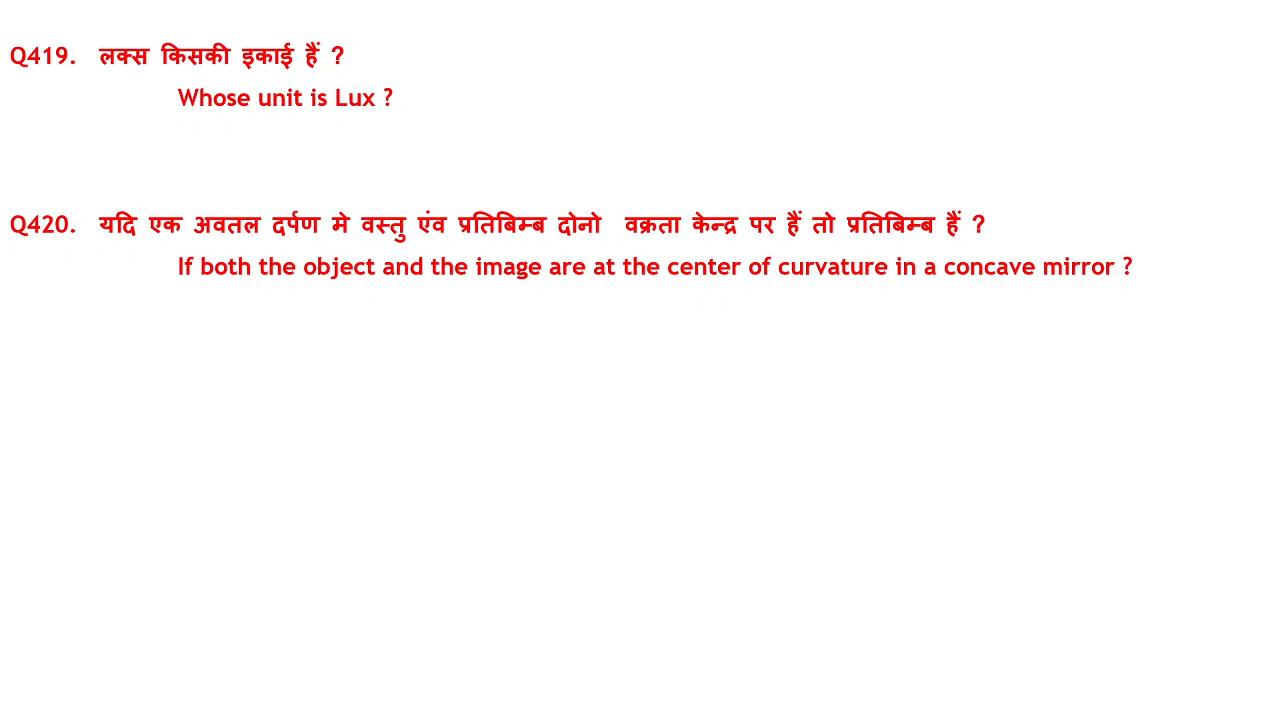 Q419. लक्स किसकी इकाई हैं ?
Whose unit is Lux ?
Q420. यदि एक अवतल दर्पण मे वस्तु एंव प्रतिबिम्ब दोनो वक्रता केन्द्र पर हैं तो प्रतिबिम्ब हैं ?
If both the object and the image are at the center of curvature in a concave mirror ?